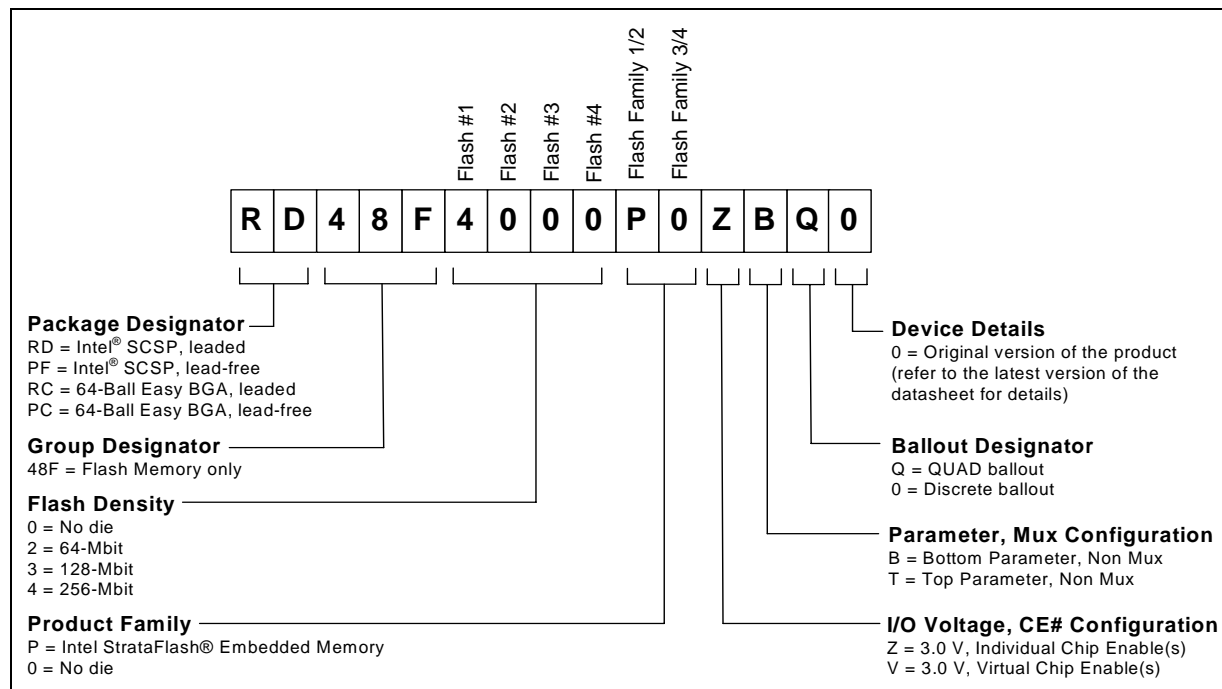 Flash #1
Flash #2
Flash #3
Flash #4
Flash Family 1/2
Flash Family 3/4
R D 4 8 F 4 0 0 0 P 0 Z B Q 0
Package Designator
RD = Intel® SCSP, leaded
PF = Intel® SCSP, lead-free
RC = 64-Ball Easy BGA, leaded
PC = 64-Ball Easy BGA, lead-free
Group Designator
48F = Flash Memory only
Flash Density
0 = No die
2 = 64-Mbit
3 = 128-Mbit
4 = 256-Mbit
Product Family
P = Intel StrataFlash® Embedded Memory
0 = No die
Device Details
0 = Original version of the product
(refer to the latest version of the
datasheet for details)
Ballout Designator
Q = QUAD ballout
0 = Discrete ballout
Parameter, Mux Configuration
B = Bottom Parameter, Non Mux
T = Top Parameter, Non Mux
I/O Voltage, CE# Configuration
Z = 3.0 V, Individual Chip Enable(s)
V = 3.0 V, Virtual Chip Enable(s)